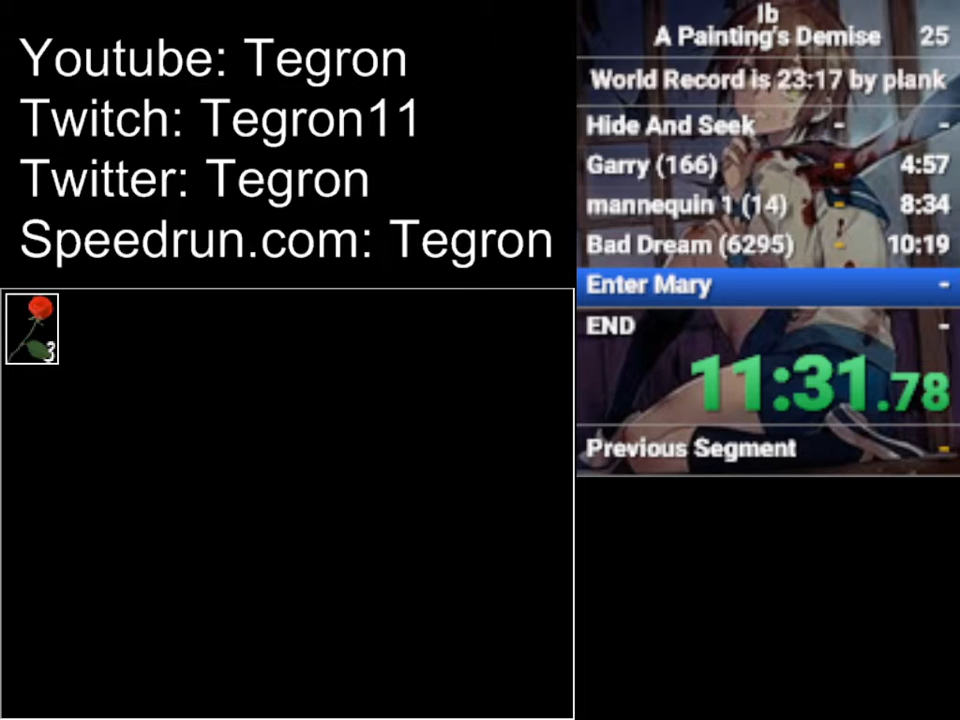 Youtube: Tegron
Twitch: Tegron11
Twitter: Tegron
Speedrun.com: Tegron
3
Ib
A Painting's Demise 25
World Record is 23:17 by plank
Hide And Seek - -
Garry (166) - 4:57
mannequin 1 (14) - 8:34
Bad Dream (6295) - 10:19
Enter Mary -
END -
11:31.78
Previous Segment -